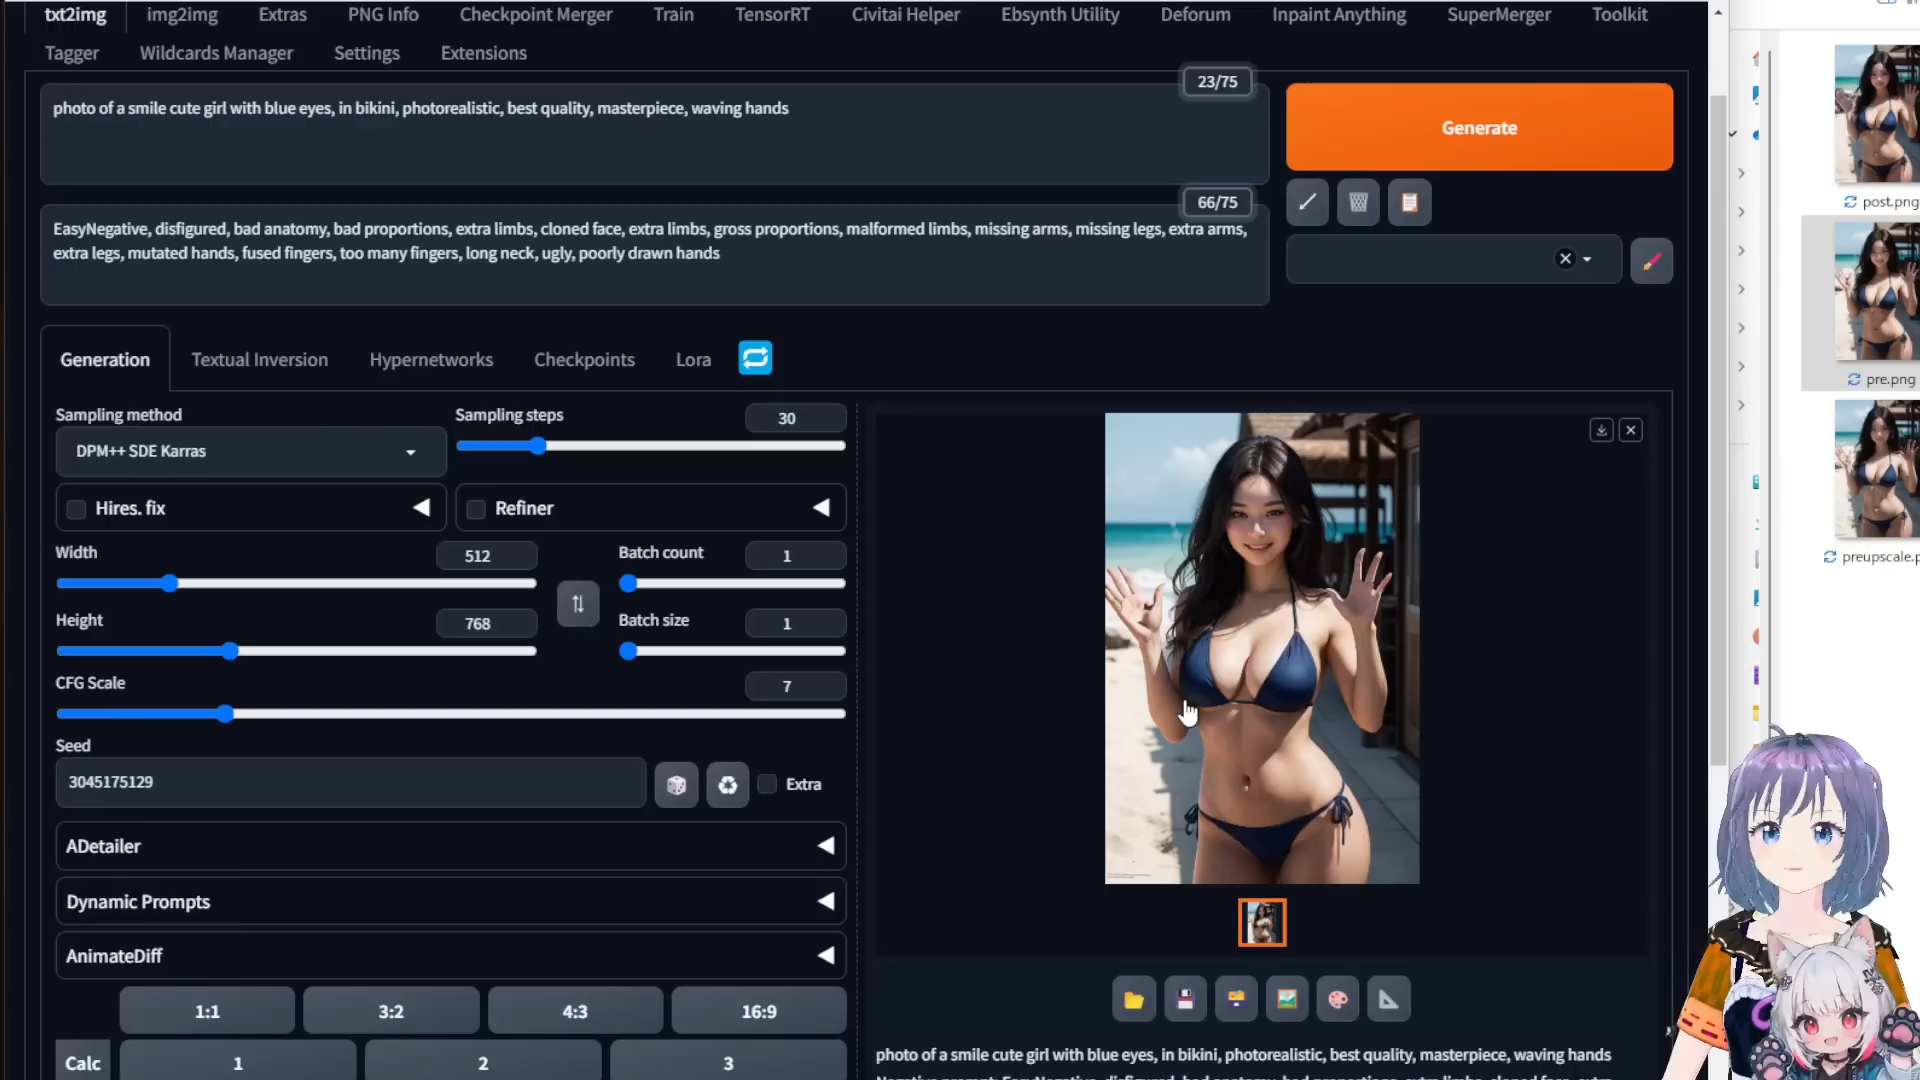 txt2img img2img Extras PNG Info Checkpoint Merger Train TensorRT Civitai Helper Ebsynth Utility Deforum Inpaint Anything SuperMerger Toolkit
Tagger Wildcards Manager Settings Extensions
23/75
photo of a smile cute girl with blue eyes, in bikini, photorealistic, best quality, masterpiece, waving hands
Generate
66/75
EasyNegative, disfigured, bad anatomy, bad proportions, extra limbs, cloned face, extra limbs, gross proportions, malformed limbs, missing arms, missing legs, extra arms,
extra legs, mutated hands, fused fingers, too many fingers, long neck, ugly, poorly drawn hands
Generation Textual Inversion Hypernetworks Checkpoints Lora
Sampling method
DPM++ SDE Karras
Sampling steps 30
Hires. fix
Refiner
Width 512
Batch count 1
Height 768
Batch size 1
CFG Scale 7
Seed
3045175129
Extra
ADetailer
Dynamic Prompts
AnimateDiff
1:1 3:2 4:3 16:9
Calc 1 2 3
photo of a smile cute girl with blue eyes, in bikini, photorealistic, best quality, masterpiece, waving hands
post.png
pre.png
preupscale.p